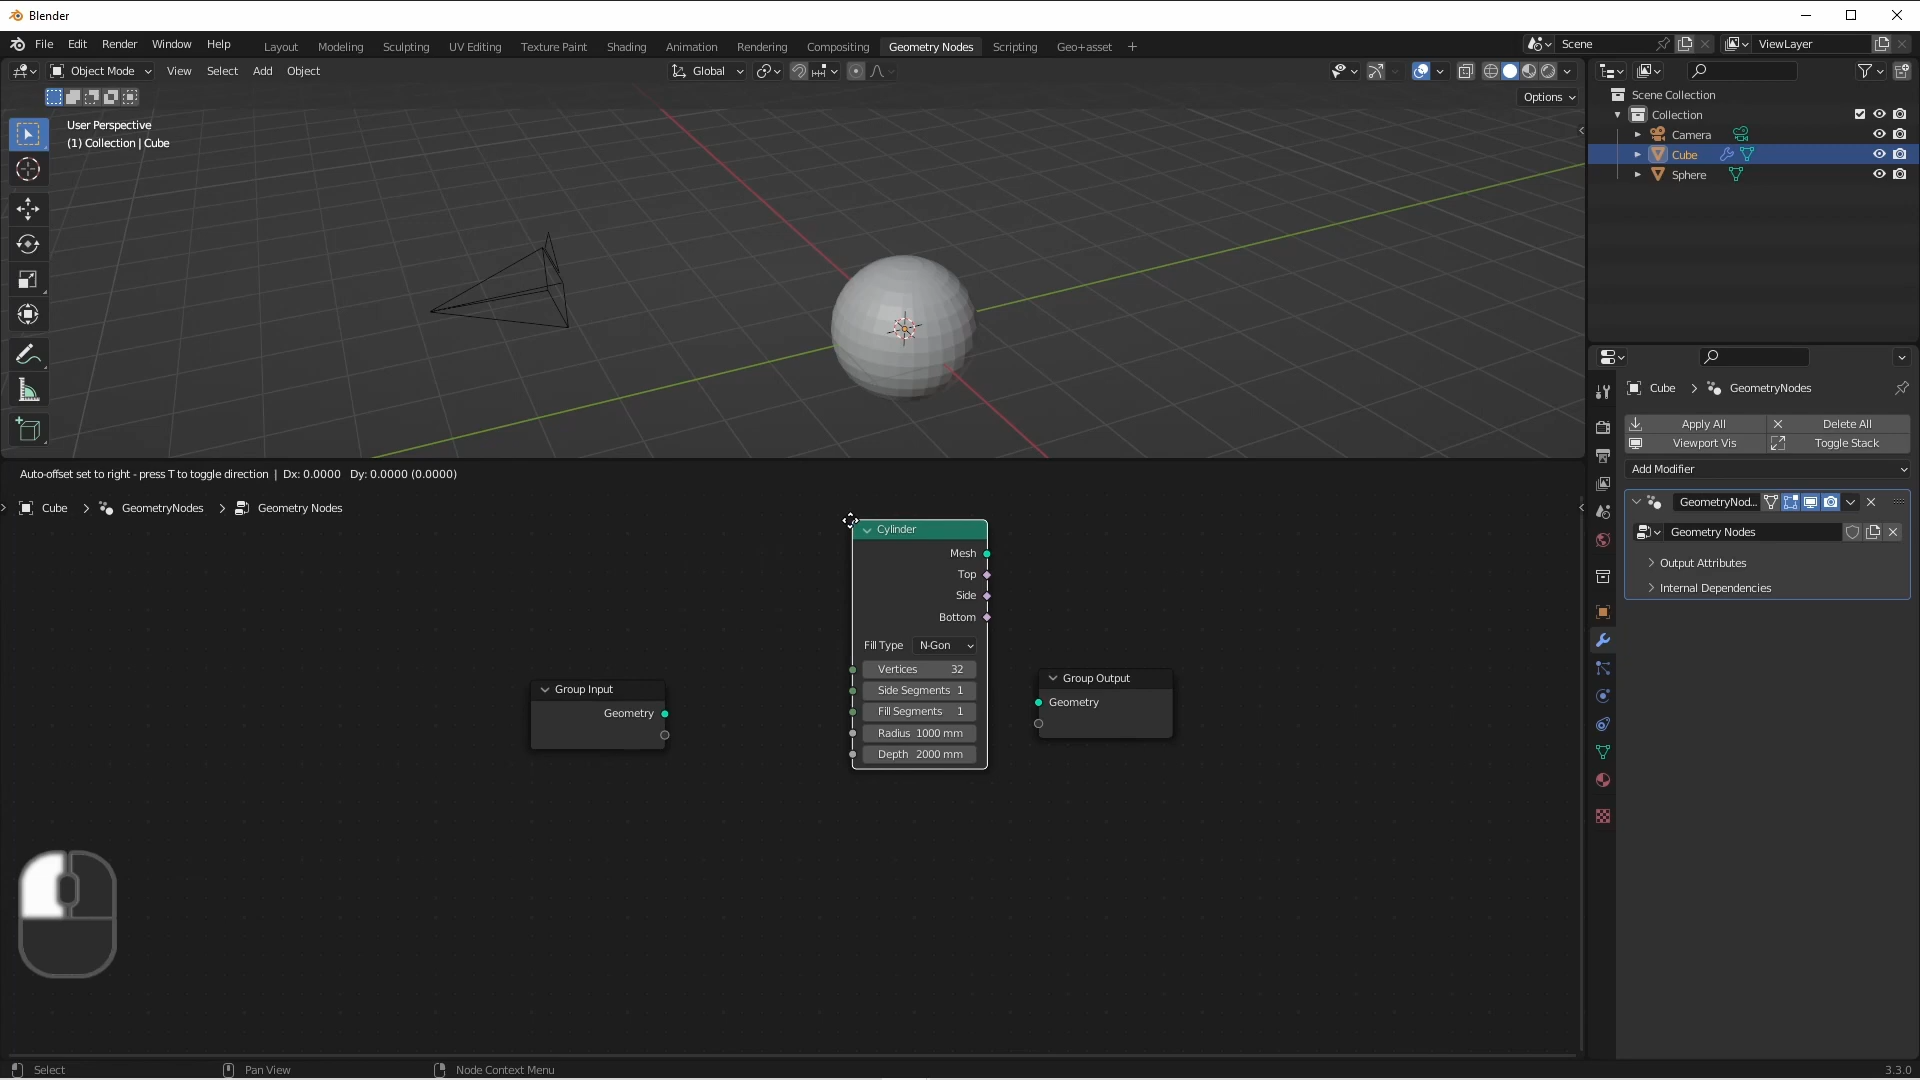 Blender
File Edit Render Window Help
Layout Modeling Sculpting UV Editing Texture Paint Shading Animation Rendering Compositing Geometry Nodes Scripting Geo+asset +
Scene
ViewLayer
Object Mode View Select Add Object
Global
Options
User Perspective
(1) Collection | Cube
Scene Collection
Collection
Camera
Cube
Sphere
Cube > GeometryNodes
Apply All Delete All
Viewport Vis Toggle Stack
Add Modifier
GeometryNod...
Geometry Nodes
Output Attributes
Internal Dependencies
Auto-offset set to right - press T to toggle direction | Dx: 0.0000 Dy: 0.0000 (0.0000)
Cube > GeometryNodes > Geometry Nodes
Cylinder
Mesh
Top
Side
Bottom
Fill Type N-Gon
Vertices 32
Side Segments 1
Fill Segments 1
Radius 1000 mm
Depth 2000 mm
Group Input
Geometry
Group Output
Geometry
Select Pan View Node Context Menu
3.3.0